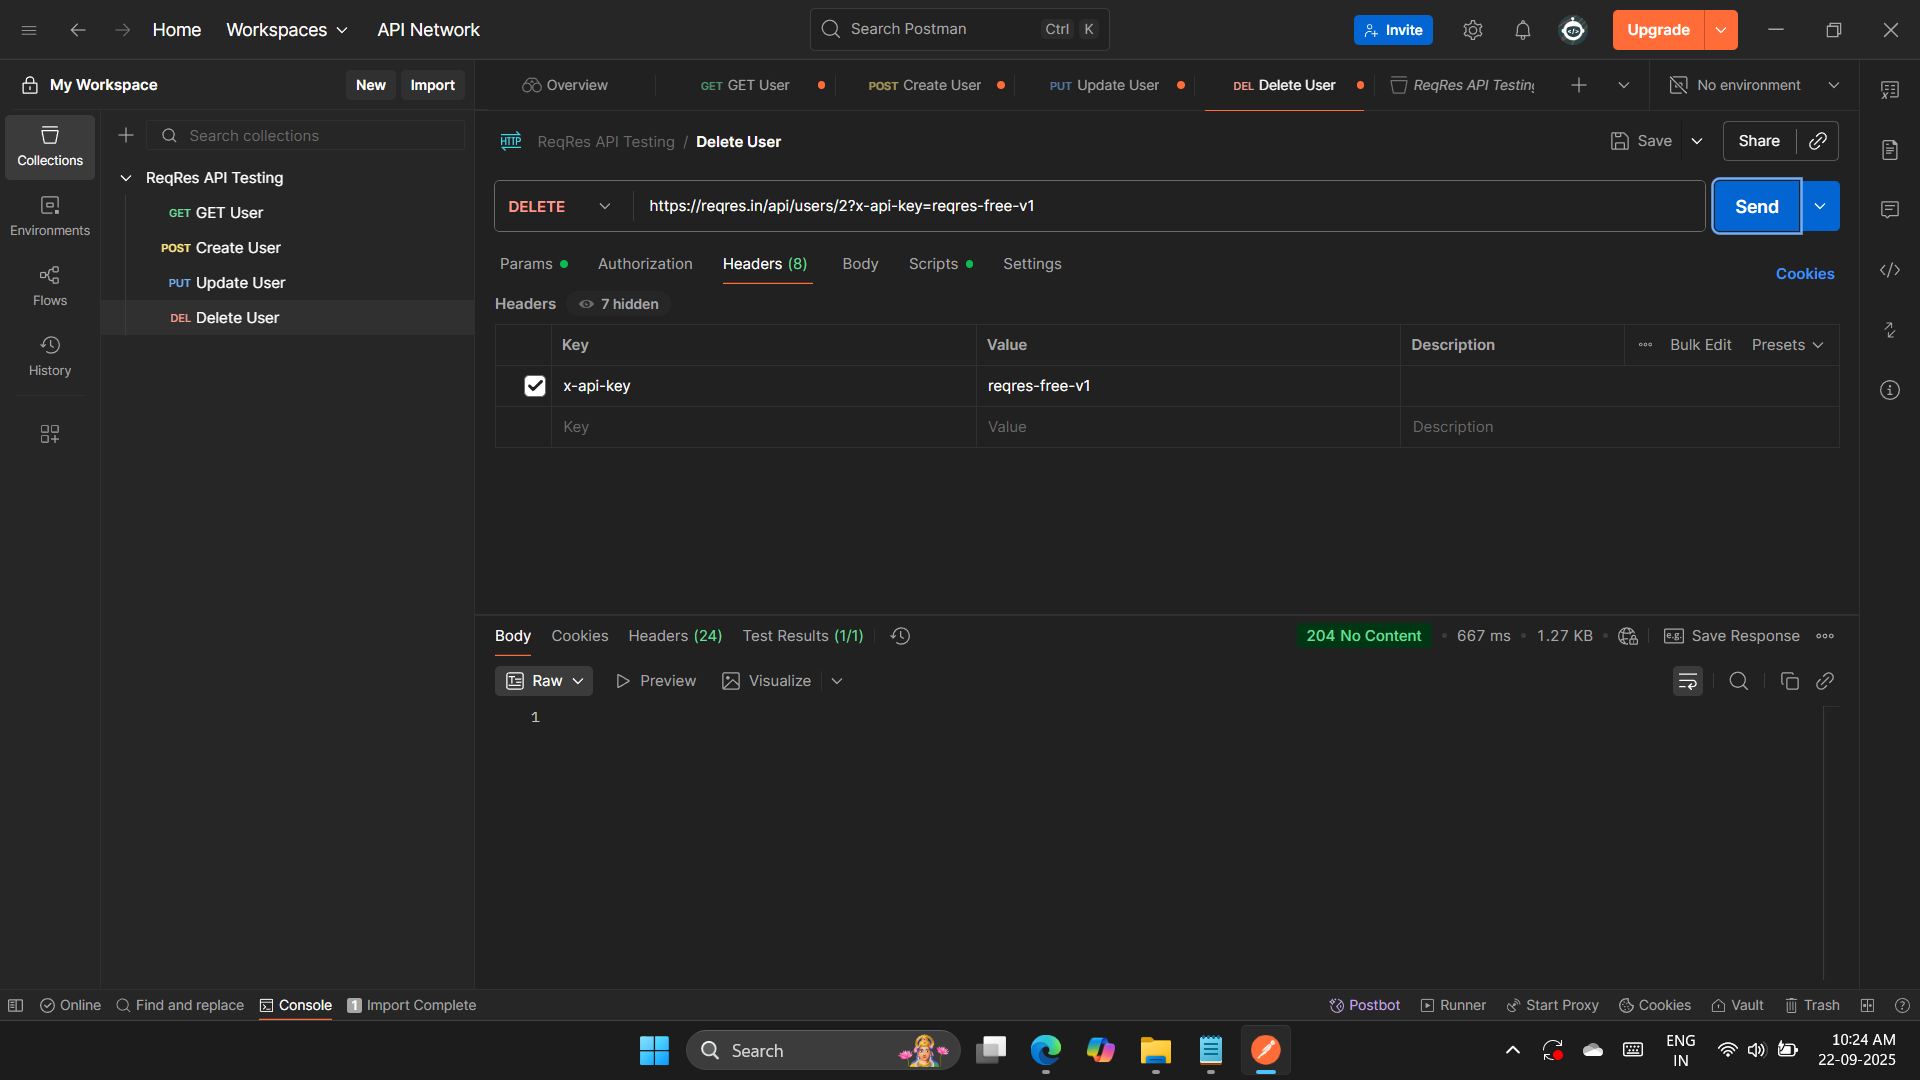 Home Workspaces API Network Search Postman Ctrl K Invite Upgrade
My Workspace New Import Overview GET GET User POST Create User PUT Update User DEL Delete User ReqRes API Testing No environment
Collections
Environments
Flows
History
Search collections
ReqRes API Testing
GET GET User
POST Create User
PUT Update User
DEL Delete User
HTTP ReqRes API Testing / Delete User Save Share
DELETE https://reqres.in/api/users/2?x-api-key=reqres-free-v1 Send
Params Authorization Headers (8) Body Scripts Settings Cookies
Headers 7 hidden
Key Value Description Bulk Edit Presets
x-api-key reqres-free-v1
Key Value Description
Body Cookies Headers (24) Test Results (1/1) 204 No Content 667 ms 1.27 KB e.g. Save Response
Raw Preview Visualize
1
Online Find and replace Console 1 Import Complete Postbot Runner Start Proxy Cookies Vault Trash
Search ENG IN 10:24 AM
22-09-2025